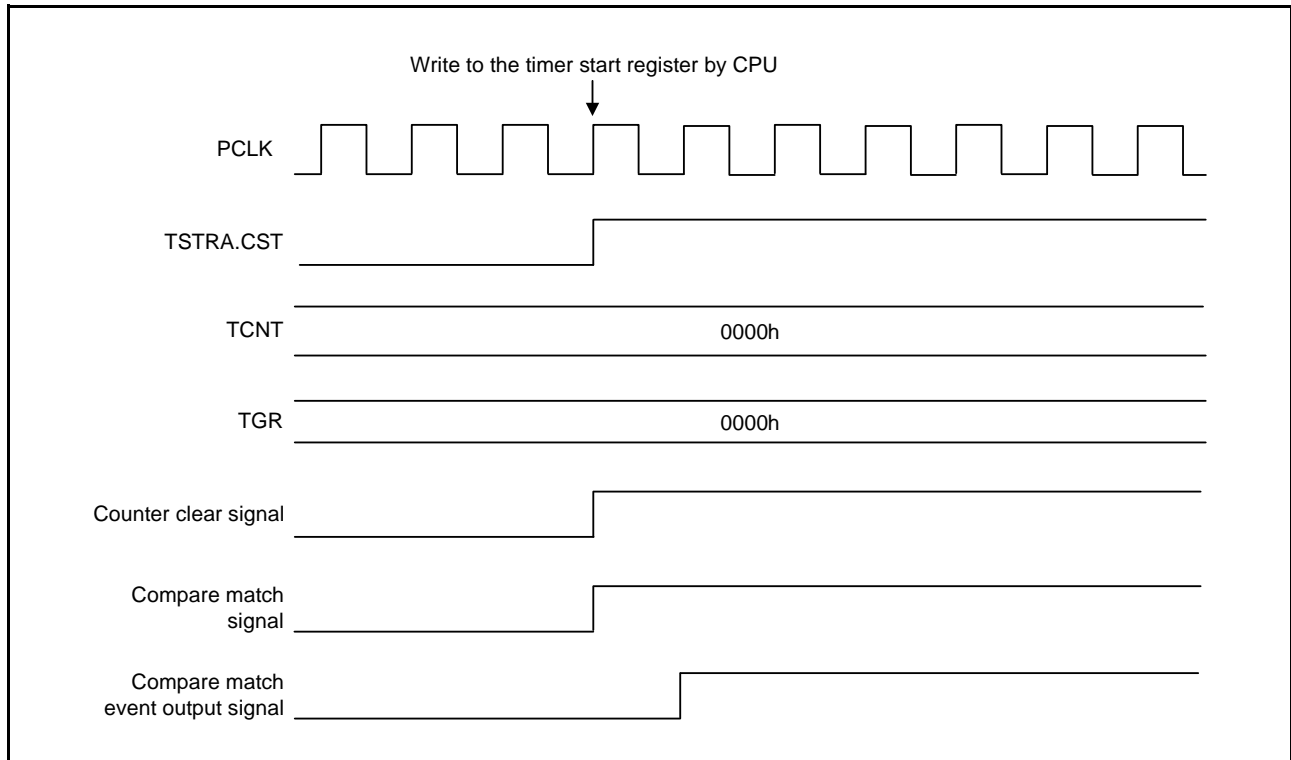 Write to the timer start register by CPU
PCLK
TSTRA.CST
TCNT
0000h
TGR
0000h
Counter clear signal
Compare match
signal
Compare match
event output signal